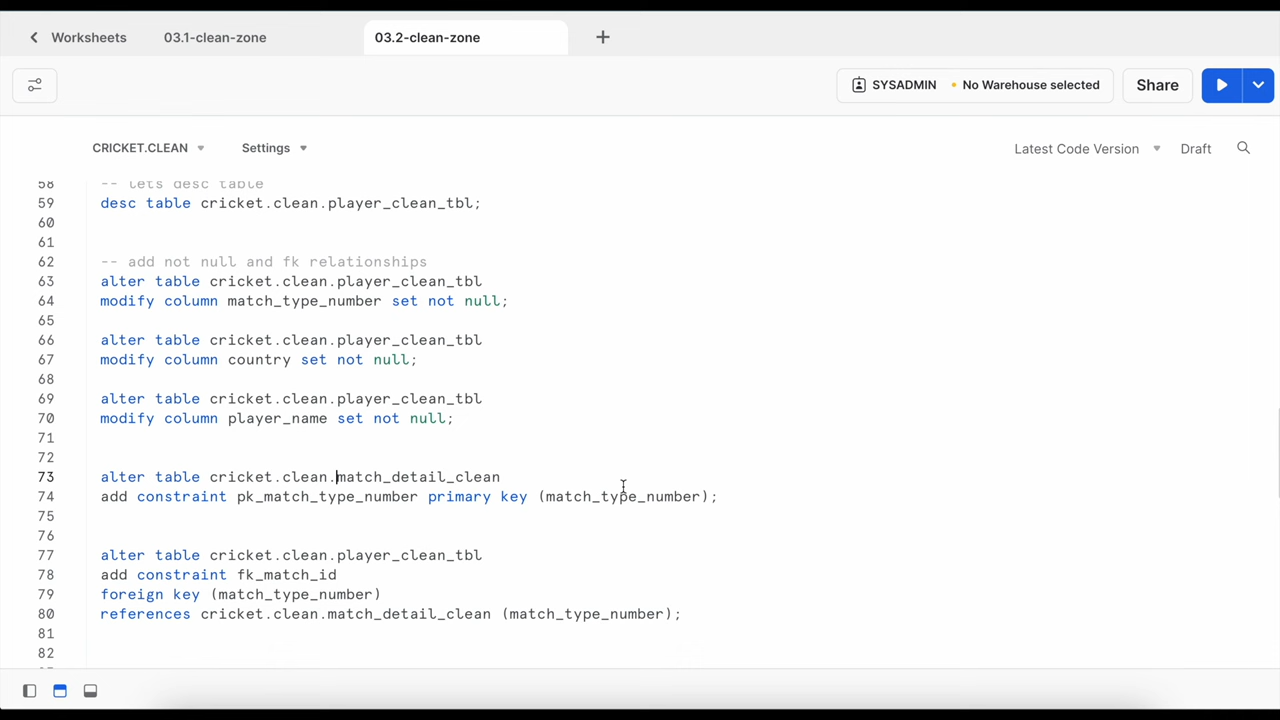 Worksheets 03.1-clean-zone 03.2-clean-zone +
SYSADMIN No Warehouse selected Share
CRICKET.CLEAN Settings Latest Code Version Draft
58 -- lets desc table
59 desc table cricket.clean.player_clean_tbl;
60
61
62 -- add not null and fk relationships
63 alter table cricket.clean.player_clean_tbl
64 modify column match_type_number set not null;
65
66 alter table cricket.clean.player_clean_tbl
67 modify column country set not null;
68
69 alter table cricket.clean.player_clean_tbl
70 modify column player_name set not null;
71
72
73 alter table cricket.clean.match_detail_clean
74 add constraint pk_match_type_number primary key (match_type_number);
75
76
77 alter table cricket.clean.player_clean_tbl
78 add constraint fk_match_id
79 foreign key (match_type_number)
80 references cricket.clean.match_detail_clean (match_type_number);
81
82